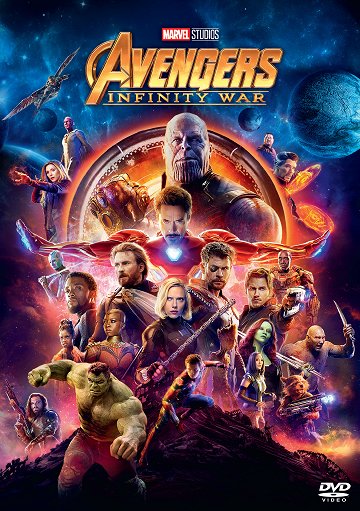 MARVEL STUDIOS
AVENGERS
INFINITY WAR
DVD
VIDEO